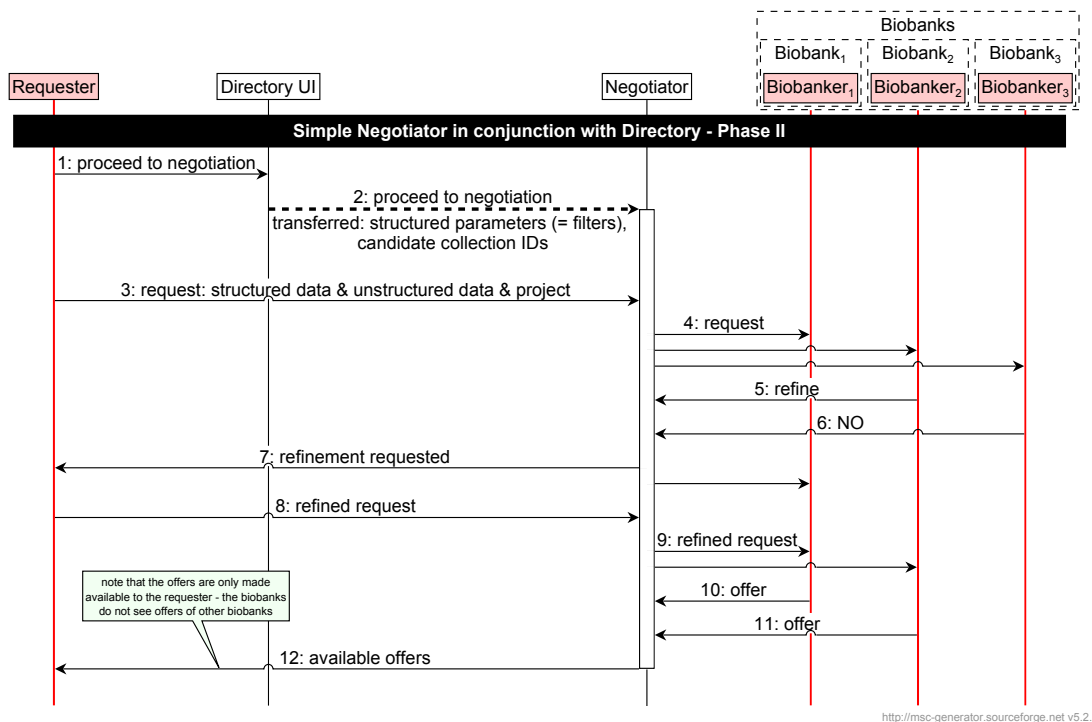 Biobanks
Biobank₁ Biobank₂ Biobank₃
Requester Directory UI Negotiator Biobanker₁ Biobanker₂ Biobanker₃
Simple Negotiator in conjunction with Directory - Phase II
1: proceed to negotiation
2: proceed to negotiation
transferred: structured parameters (= filters),
candidate collection IDs
3: request: structured data & unstructured data & project
4: request
5: refine
6: NO
7: refinement requested
8: refined request
9: refined request
note that the offers are only made
available to the requester - the biobanks
do not see offers of other biobanks
10: offer
11: offer
12: available offers
http://msc-generator.sourceforge.net v5.2.